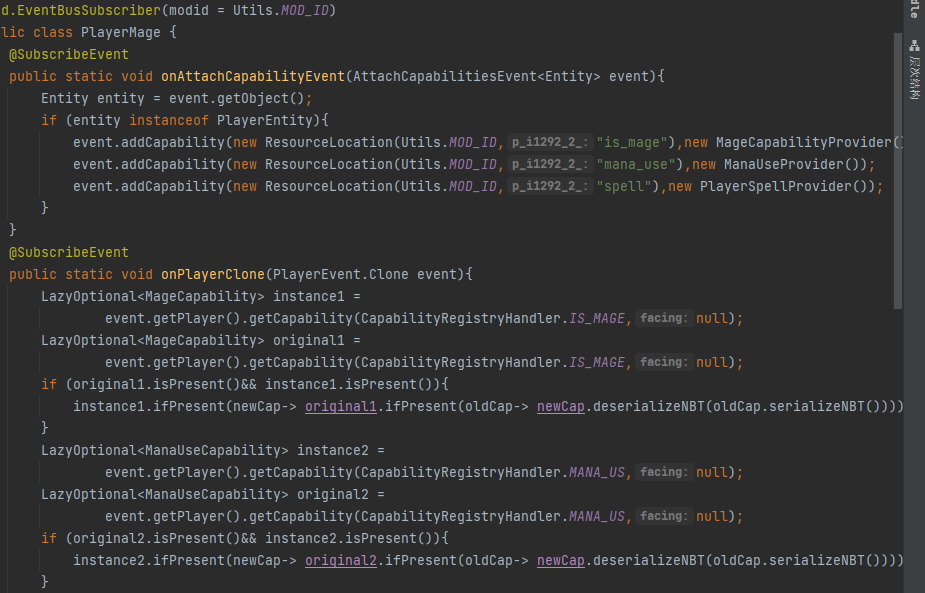 d.EventBusSubscriber(modid = Utils.MOD_ID)
lic class PlayerMage {
@SubscribeEvent
public static void onAttachCapabilityEvent(AttachCapabilitiesEvent<Entity> event){
Entity entity = event.getObject();
if (entity instanceof PlayerEntity){
event.addCapability(new ResourceLocation(Utils.MOD_ID, p_i1292_2_: "is_mage"),new MageCapabilityProvider()
event.addCapability(new ResourceLocation(Utils.MOD_ID, p_i1292_2_: "mana_use"),new ManaUseProvider());
event.addCapability(new ResourceLocation(Utils.MOD_ID, p_i1292_2_: "spell"),new PlayerSpellProvider());
}
}
@SubscribeEvent
public static void onPlayerClone(PlayerEvent.Clone event){
LazyOptional<MageCapability> instance1 =
event.getPlayer().getCapability(CapabilityRegistryHandler.IS_MAGE, facing: null);
LazyOptional<MageCapability> original1 =
event.getPlayer().getCapability(CapabilityRegistryHandler.IS_MAGE, facing: null);
if (original1.isPresent()&& instance1.isPresent()){
instance1.ifPresent(newCap-> original1.ifPresent(oldCap-> newCap.deserializeNBT(oldCap.serializeNBT())))
}
LazyOptional<ManaUseCapability> instance2 =
event.getPlayer().getCapability(CapabilityRegistryHandler.MANA_US, facing: null);
LazyOptional<ManaUseCapability> original2 =
event.getPlayer().getCapability(CapabilityRegistryHandler.MANA_US, facing: null);
if (original2.isPresent()&& instance2.isPresent()){
instance2.ifPresent(newCap-> original2.ifPresent(oldCap-> newCap.deserializeNBT(oldCap.serializeNBT())))
}
dle
层次结构